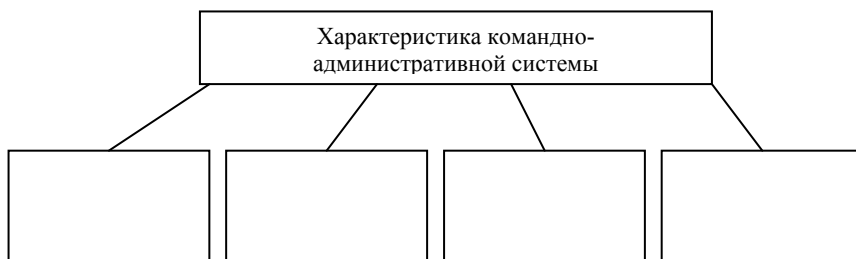 Характеристика командно-
административной системы